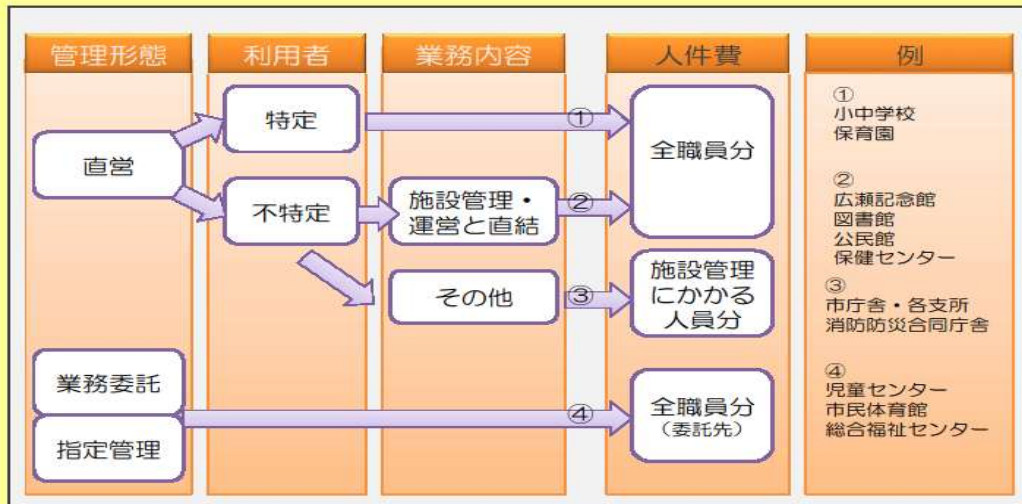 管理形態
利用者
業務内容
人件費
例
直営
特定
①
全職員分
不特定
施設管理・
運営と直結
②
その他
③
施設管理
にかかる
人員分
業務委託
指定管理
④
全職員分
（委託先）
①
小中学校
保育園
②
広瀬記念館
図書館
公民館
保健センター
③
市庁舎・各支所
消防防災合同庁舎
④
児童センター
市民体育館
総合福祉センター